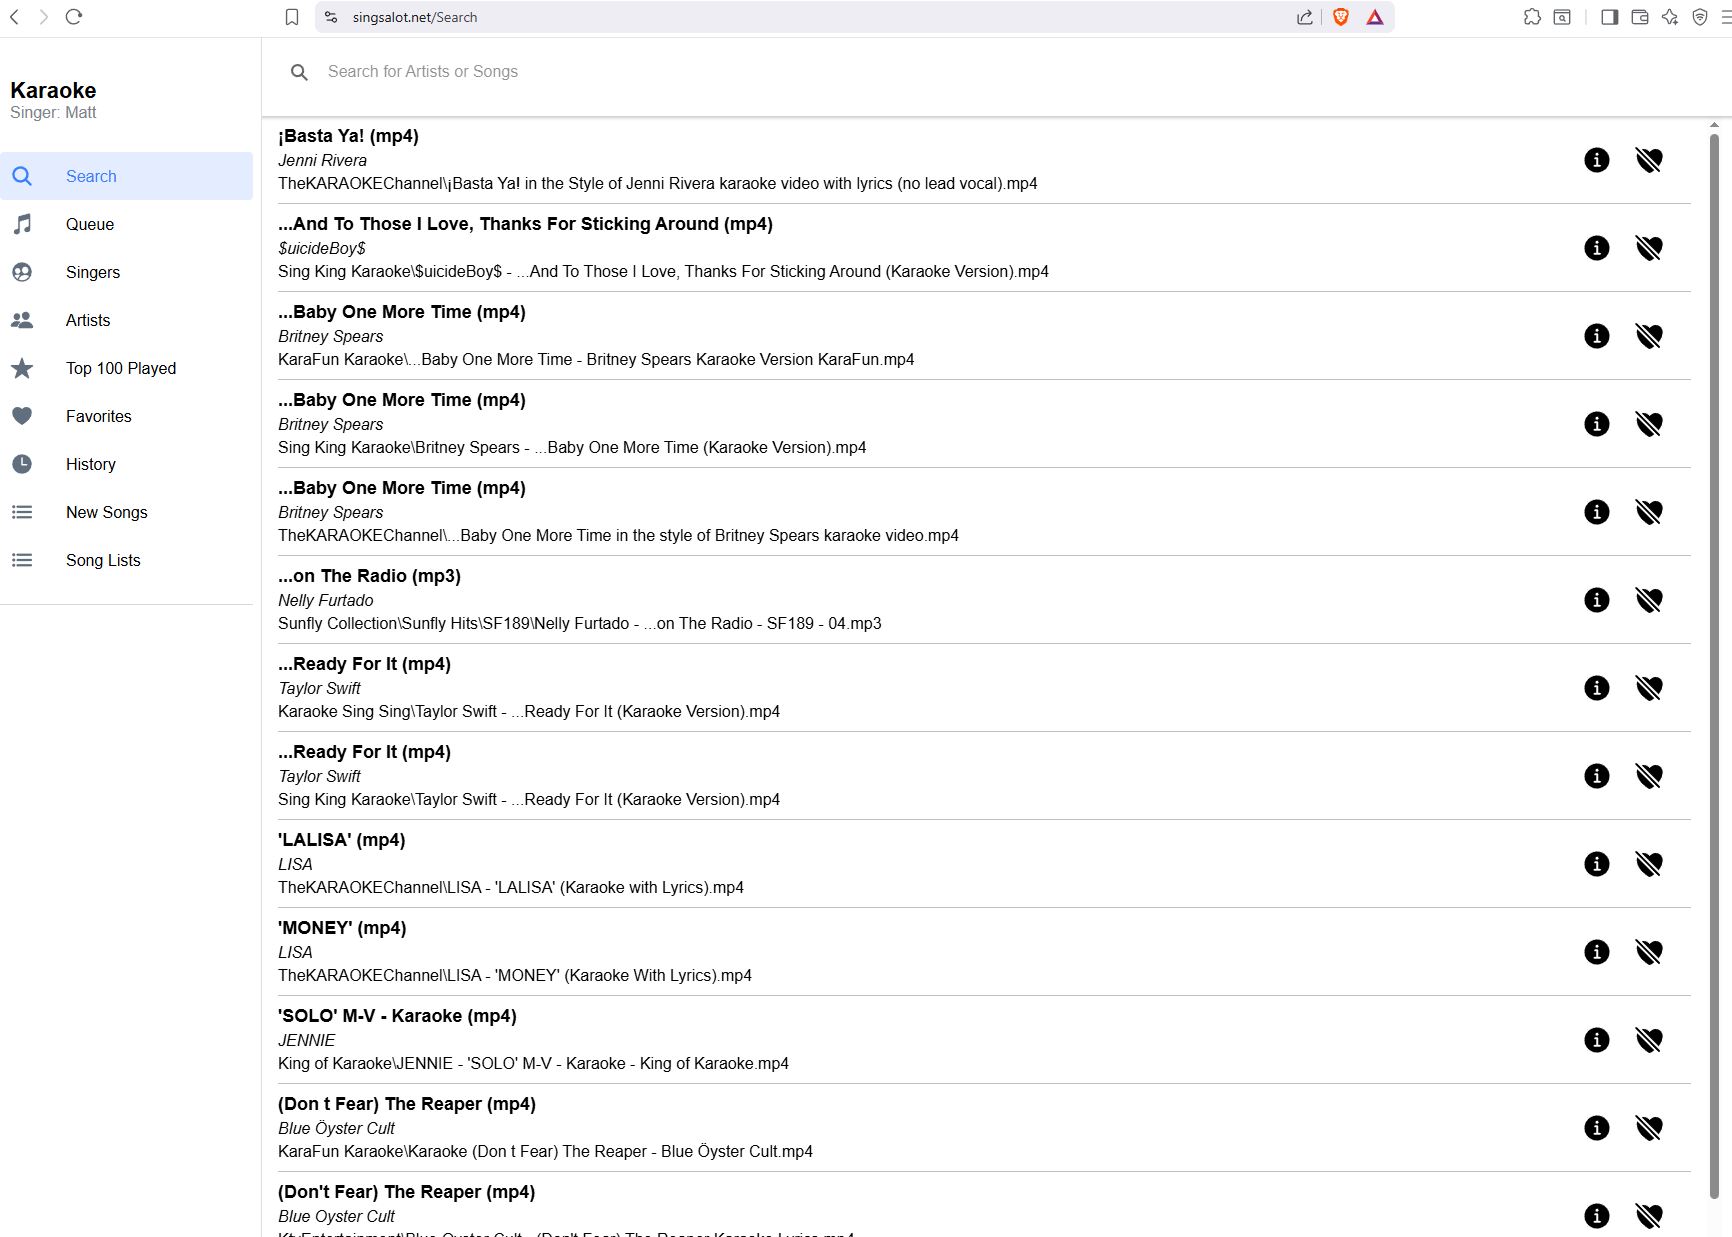 singsalot.net/Search
Karaoke
Singer: Matt
Search
Queue
Singers
Artists
Top 100 Played
Favorites
History
New Songs
Song Lists
Search for Artists or Songs
¡Basta Ya! (mp4)
Jenni Rivera
TheKARAOKEChannel\¡Basta Ya! in the Style of Jenni Rivera karaoke video with lyrics (no lead vocal).mp4
...And To Those I Love, Thanks For Sticking Around (mp4)
$uicideBoy$
Sing King Karaoke\$uicideBoy$ - ...And To Those I Love, Thanks For Sticking Around (Karaoke Version).mp4
...Baby One More Time (mp4)
Britney Spears
KaraFun Karaoke\...Baby One More Time - Britney Spears Karaoke Version KaraFun.mp4
...Baby One More Time (mp4)
Britney Spears
Sing King Karaoke\Britney Spears - ...Baby One More Time (Karaoke Version).mp4
...Baby One More Time (mp4)
Britney Spears
TheKARAOKEChannel\...Baby One More Time in the style of Britney Spears karaoke video.mp4
...on The Radio (mp3)
Nelly Furtado
Sunfly Collection\Sunfly Hits\SF189\Nelly Furtado - ...on The Radio - SF189 - 04.mp3
...Ready For It (mp4)
Taylor Swift
Karaoke Sing Sing\Taylor Swift - ...Ready For It (Karaoke Version).mp4
...Ready For It (mp4)
Taylor Swift
Sing King Karaoke\Taylor Swift - ...Ready For It (Karaoke Version).mp4
'LALISA' (mp4)
LISA
TheKARAOKEChannel\LISA - 'LALISA' (Karaoke with Lyrics).mp4
'MONEY' (mp4)
LISA
TheKARAOKEChannel\LISA - 'MONEY' (Karaoke With Lyrics).mp4
'SOLO' M-V - Karaoke (mp4)
JENNIE
King of Karaoke\JENNIE - 'SOLO' M-V - Karaoke - King of Karaoke.mp4
(Don t Fear) The Reaper (mp4)
Blue Öyster Cult
KaraFun Karaoke\Karaoke (Don t Fear) The Reaper - Blue Öyster Cult.mp4
(Don't Fear) The Reaper (mp4)
Blue Oyster Cult
KtvEntertainment\Blue Oyster Cult - (Don't Fear) The Reaper Karaoke Lyrics.mp4